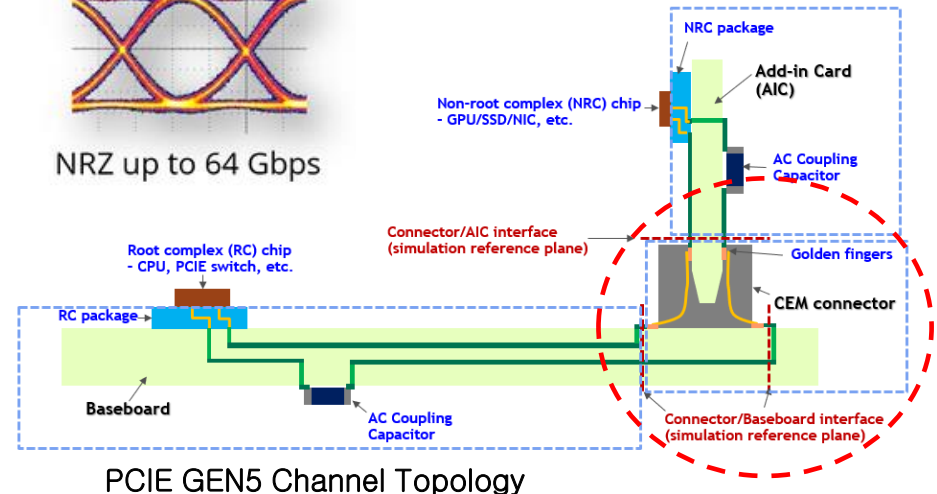 NRZ up to 64 Gbps
NRC package
Add-in Card
(AIC)
Non-root complex (NRC) chip
- GPU/SSD/NIC, etc.
AC Coupling
Capacitor
Connector/AIC interface
(simulation reference plane)
Golden fingers
Root complex (RC) chip
- CPU, PCIE switch, etc.
CEM connector
RC package
Baseboard
AC Coupling
Capacitor
Connector/Baseboard interface
(simulation reference plane)
PCIE GEN5 Channel Topology